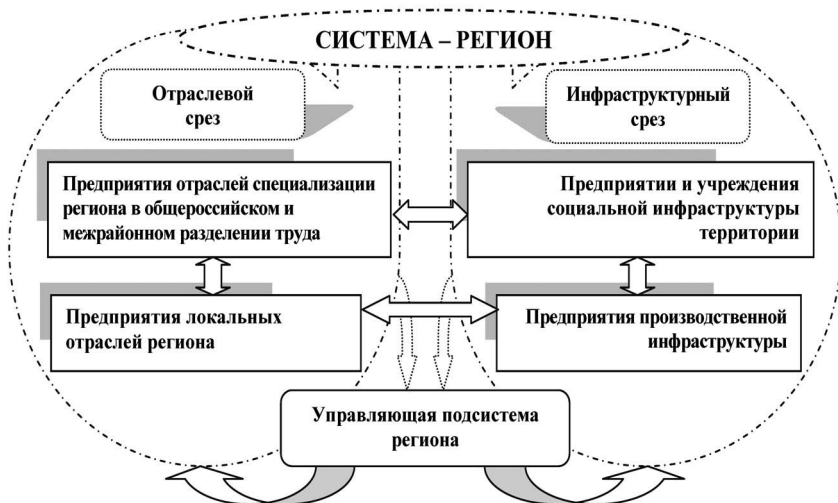 СИСТЕМА – РЕГИОН
Отраслевой
срез
Инфраструктурный
срез
Предприятия отраслей специализации
региона в общероссийском и
межрайонном разделении труда
Предприятии и учреждения
социальной инфраструктуры
территории
Предприятия локальных
отраслей региона
Предприятия производственной
инфраструктуры
Управляющая подсистема
региона